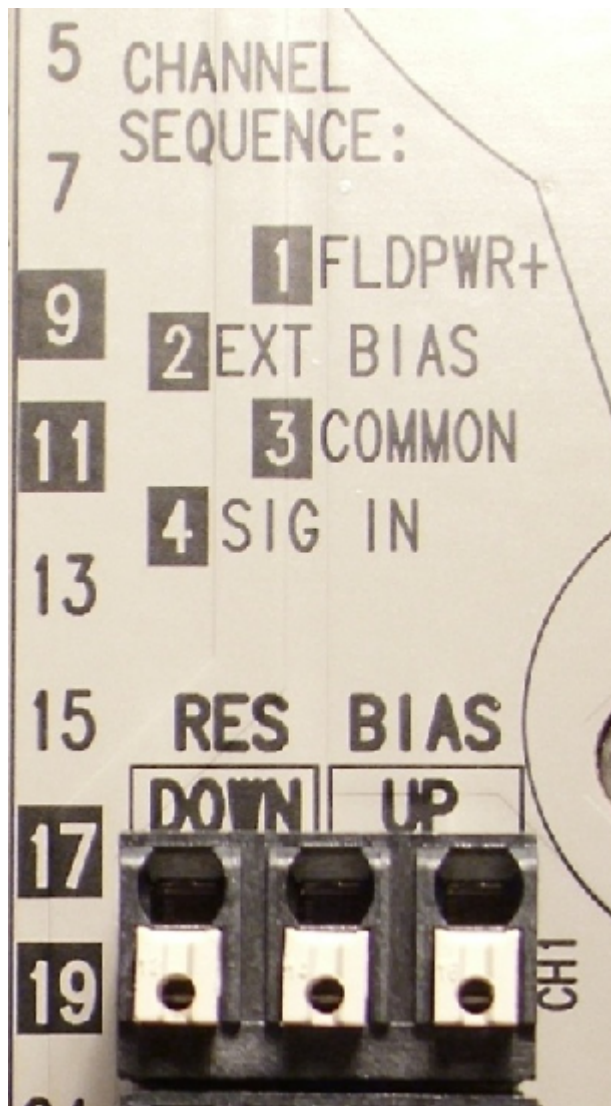 5
CHANNEL
SEQUENCE:
7
1 FLDPWR+
9
2 EXT BIAS
11
3 COMMON
4 SIG IN
13
15
RES BIAS
DOWN UP
17
19
CH1